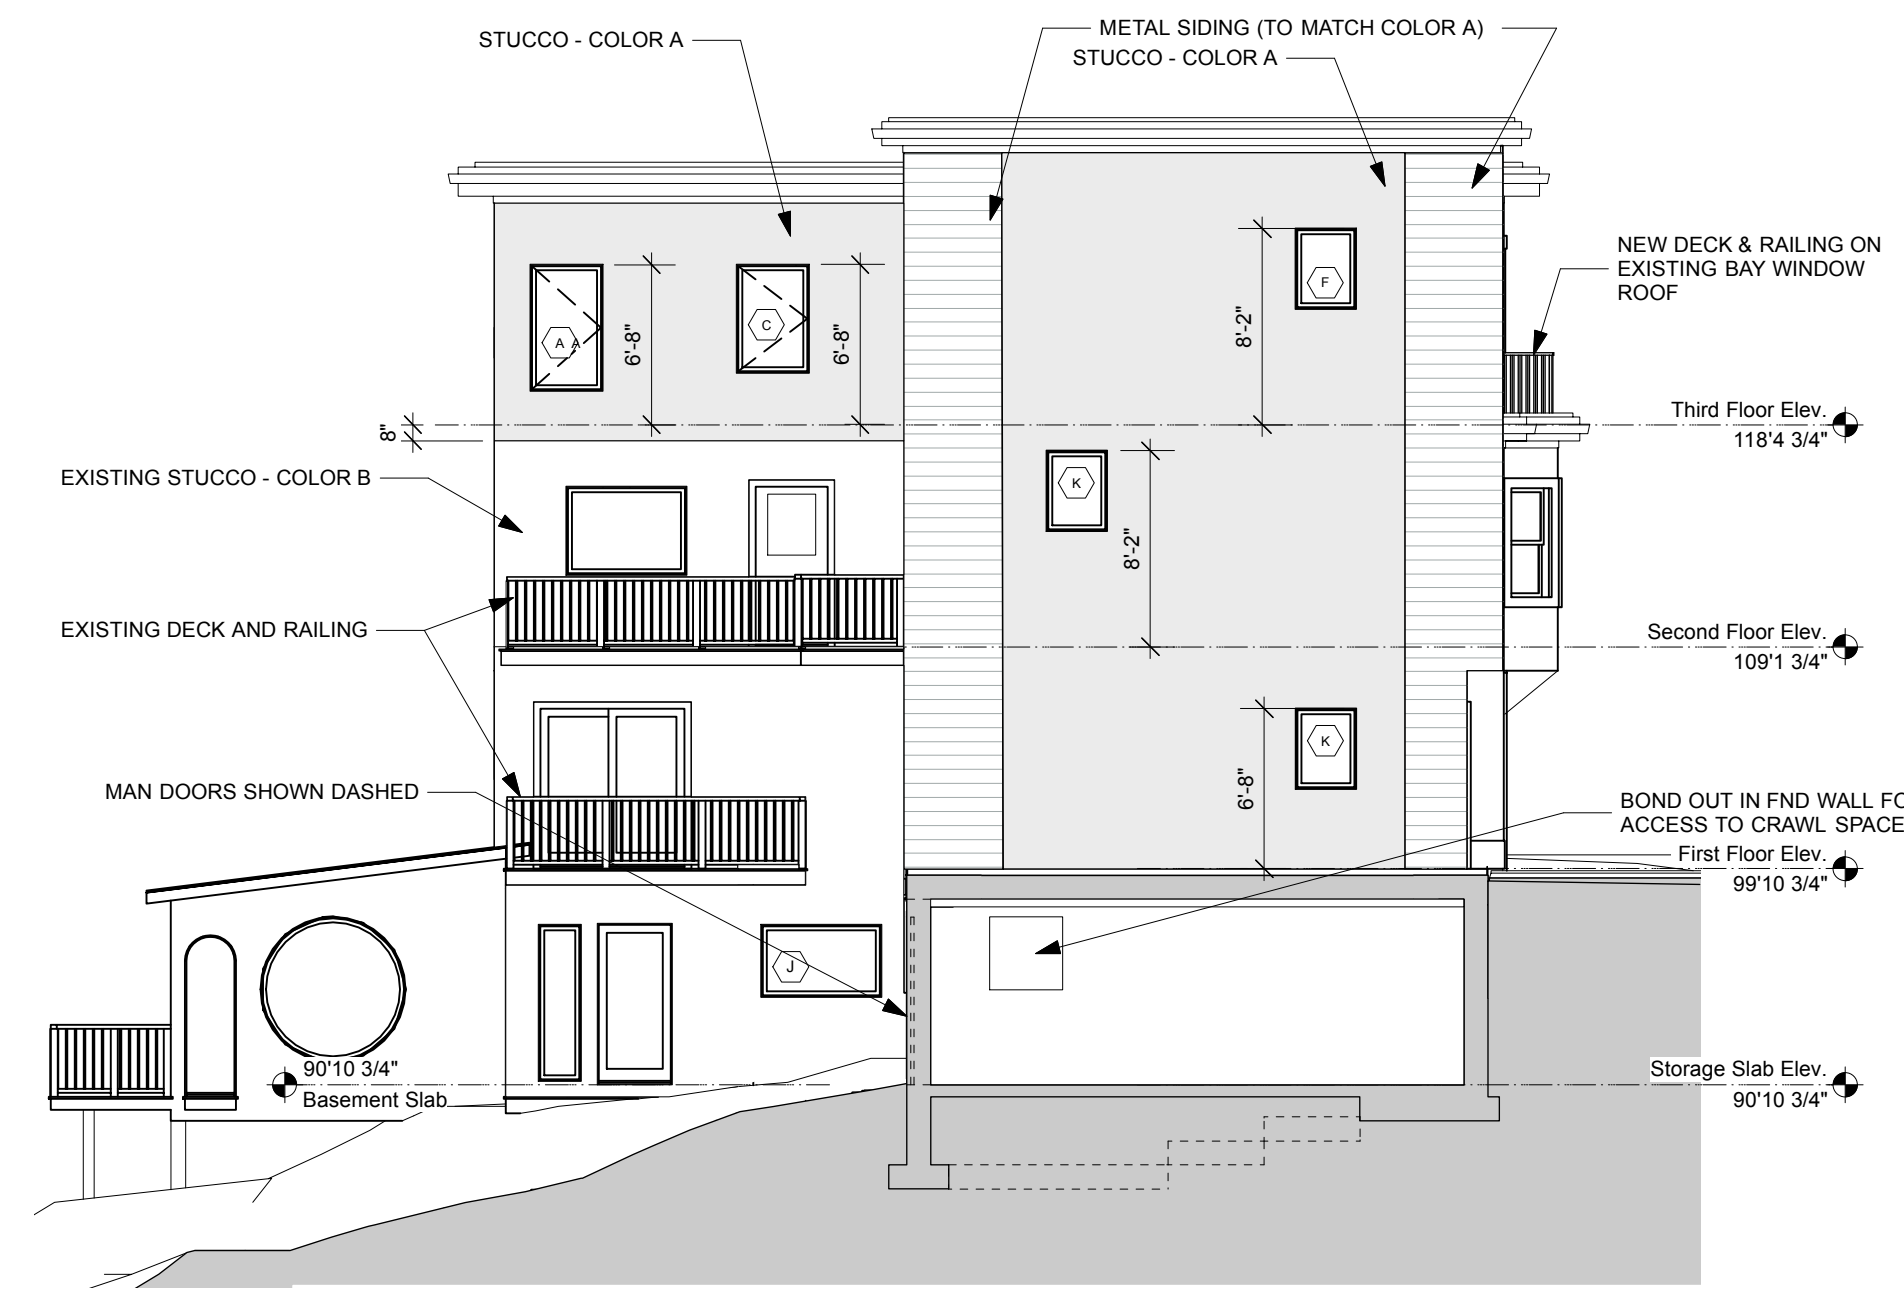 METAL SIDING (TO MATCH COLOR A)
STUCCO - COLOR A
STUCCO - COLOR A
NEW DECK & RAILING ON
EXISTING BAY WINDOW
ROOF
F
C
A A
6'-8"
6'-8"
8'-2"
Third Floor Elev.
118'4 3/4"
8"
EXISTING STUCCO - COLOR B
K
8'-2"
EXISTING DECK AND RAILING
Second Floor Elev.
109'1 3/4"
K
6'-8"
MAN DOORS SHOWN DASHED
BOND OUT IN FND WALL FO
ACCESS TO CRAWL SPACE
First Floor Elev.
99'10 3/4"
J
90'10 3/4"
Basement Slab
Storage Slab Elev.
90'10 3/4"